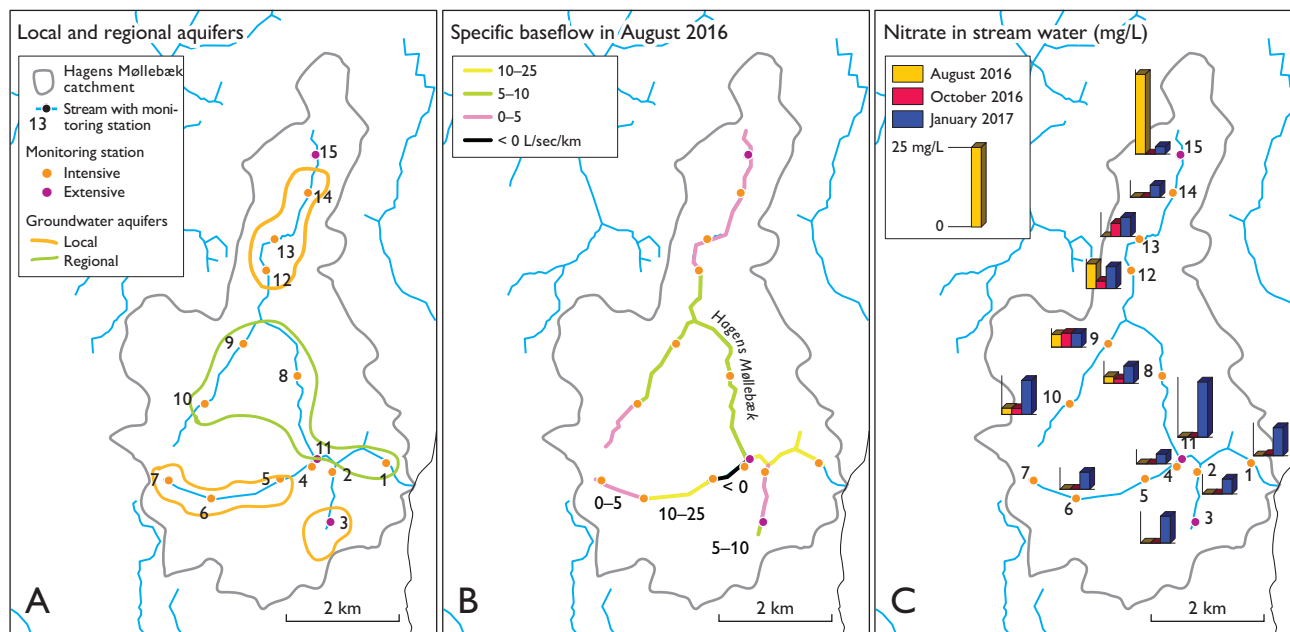 Local and regional aquifers
Hagens Møllebæk
catchment
Stream with moni-
toring station
13
Monitoring station
Intensive
Extensive
Groundwater aquifers
Local
Regional
15
14
13
12
9
8
10
11
7
5
4
2
1
6
3
A
2 km
Specific baseflow in August 2016
10–25
5–10
0–5
< 0 L/sec/km
Hagens Møllebæk
< 0
0–5
10–25
5–10
B
2 km
Nitrate in stream water (mg/L)
August 2016
October 2016
January 2017
25 mg/L
0
15
14
13
12
9
8
10
11
7
4
2
1
5
6
3
C
2 km